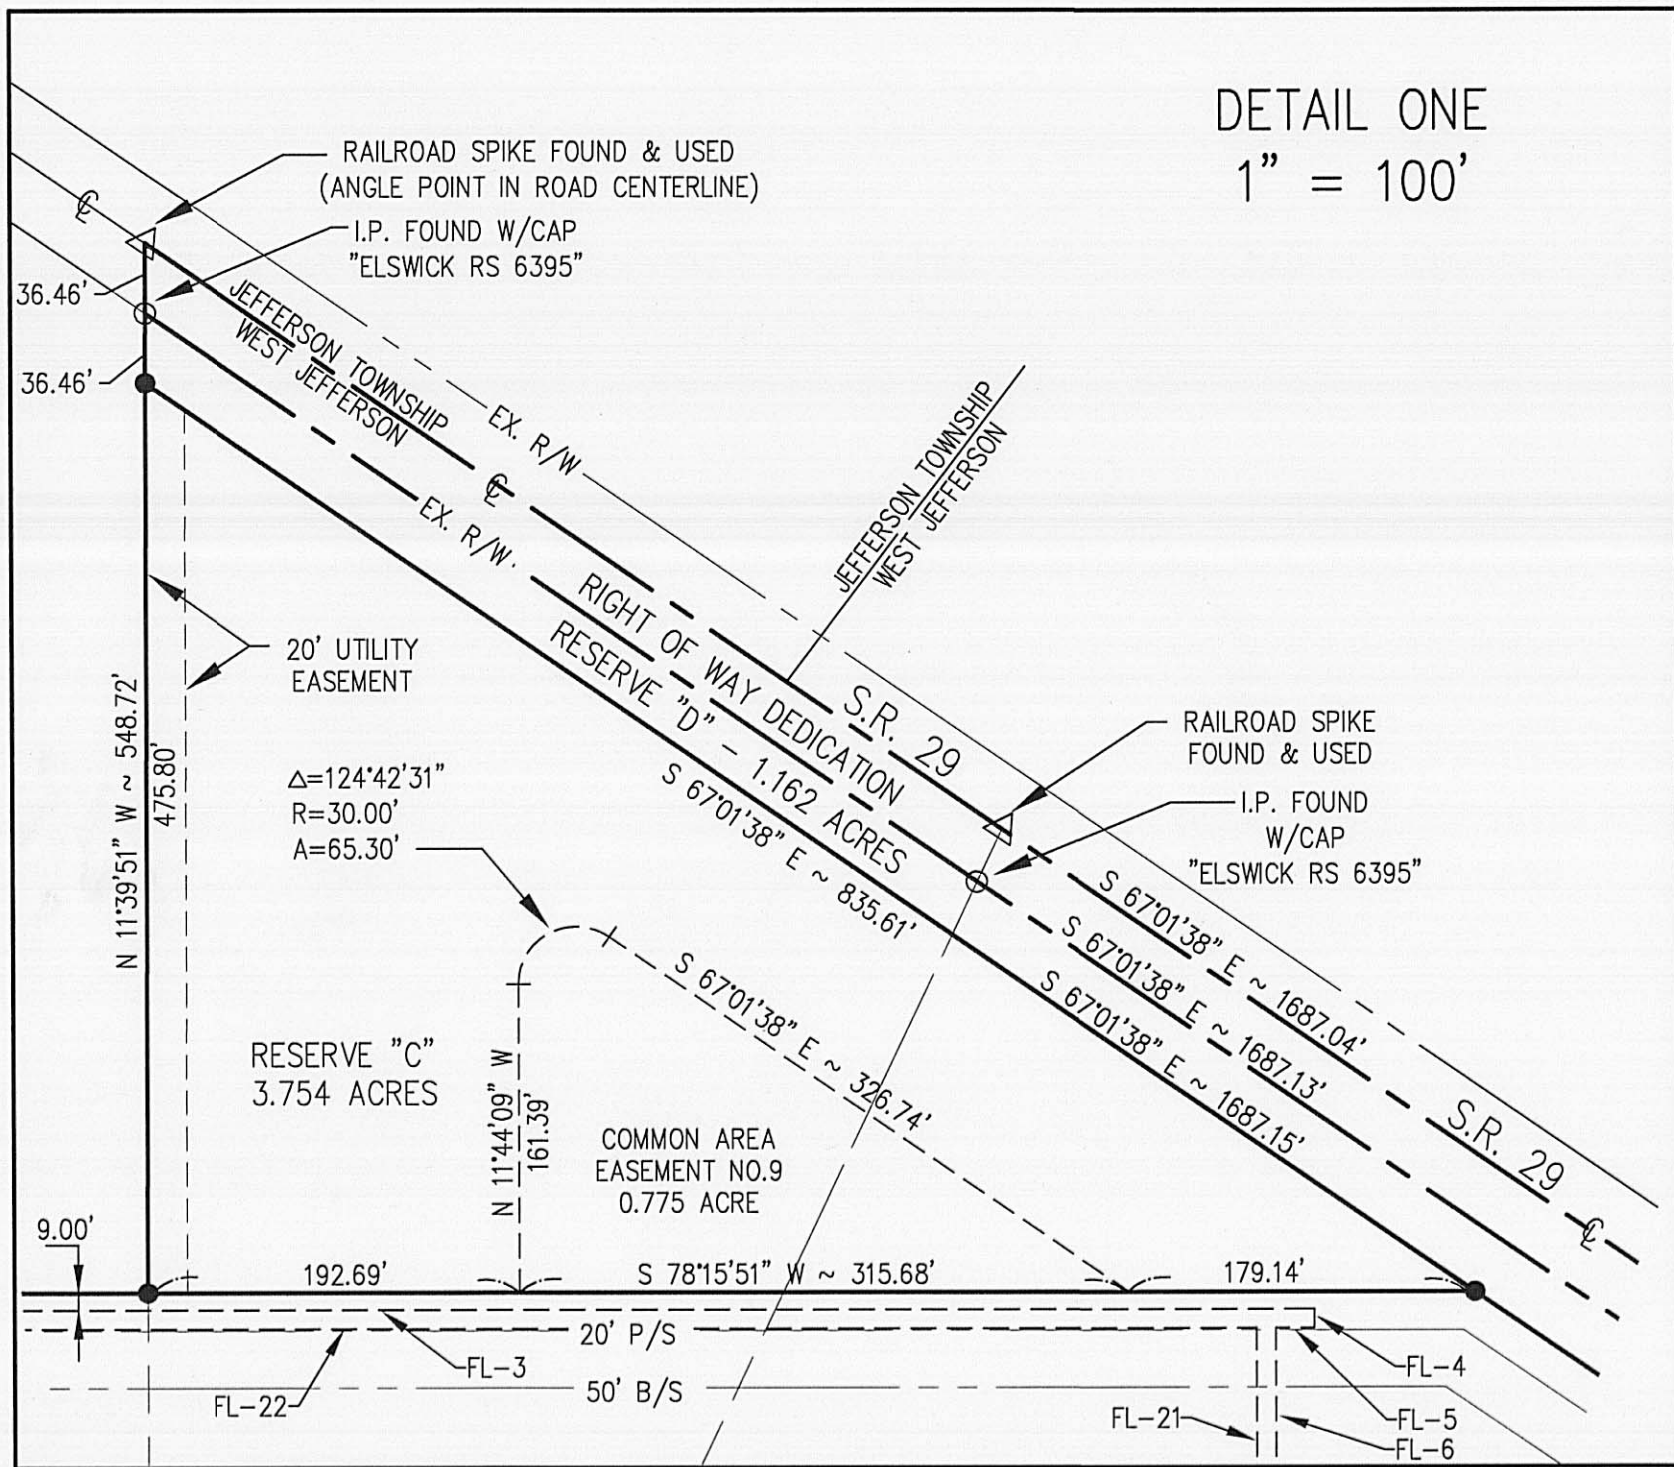 DETAIL ONE
1" = 100'
RAILROAD SPIKE FOUND & USED
(ANGLE POINT IN ROAD CENTERLINE)
I.P. FOUND W/CAP
"ELSWICK RS 6395"
℄
36.46'
36.46'
JEFFERSON TOWNSHIP
WEST JEFFERSON
EX. R/W
℄
EX. R/W.
JEFFERSON TOWNSHIP
WEST JEFFERSON
RIGHT OF WAY DEDICATION
RESERVE "D" - 1.162 ACRES
S 67°01'38" E ~ 835.61'
S.R. 29
20' UTILITY
EASEMENT
N 11°39'51" W ~ 548.72'
475.80'
Δ=124°42'31"
R=30.00'
A=65.30'
RAILROAD SPIKE
FOUND & USED
I.P. FOUND
W/CAP
"ELSWICK RS 6395"
S 67°01'38" E ~ 1687.04'
S 67°01'38" E ~ 1687.13'
S 67°01'38" E ~ 1687.15'
S.R. 29
℄
S 67°01'38" E ~ 326.74'
RESERVE "C"
3.754 ACRES
N 11°44'09" W
161.39'
COMMON AREA
EASEMENT NO.9
0.775 ACRE
9.00'
192.69'
S 78°15'51" W ~ 315.68'
179.14'
20' P/S
FL-3
FL-4
50' B/S
FL-22
FL-21
FL-5
FL-6